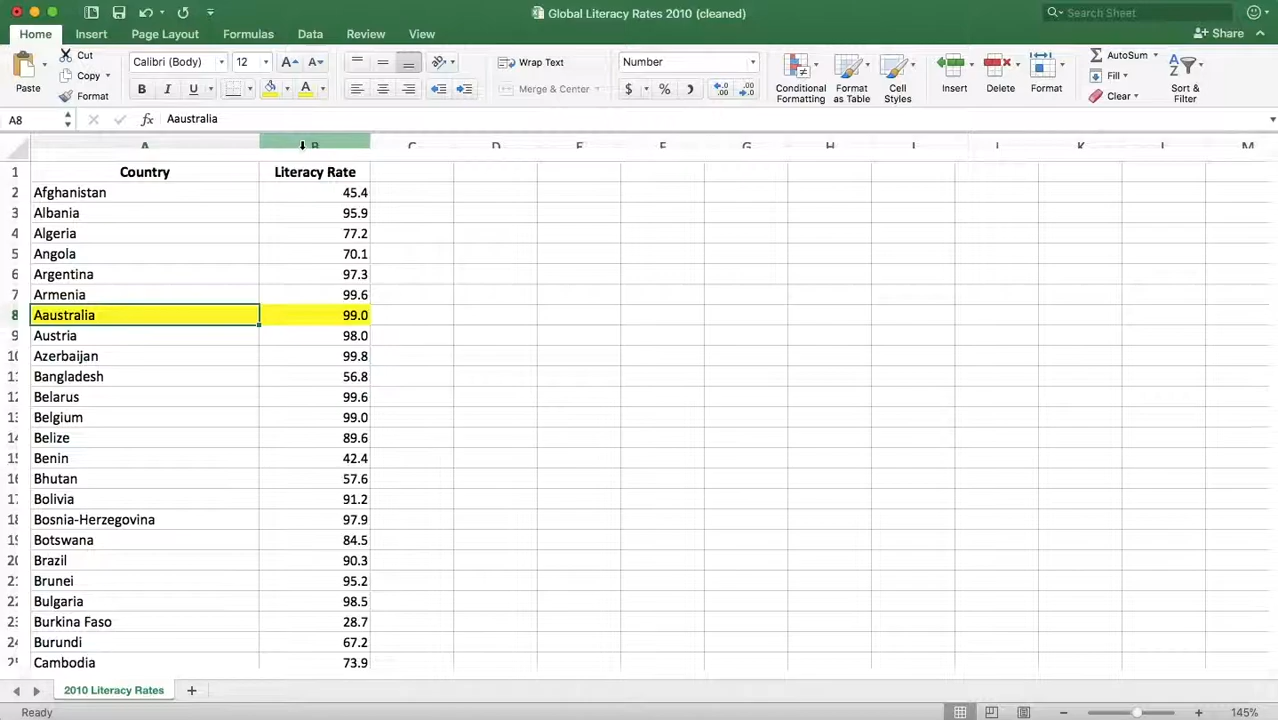 Global Literacy Rates 2010 (cleaned)
Search Sheet
Home Insert Page Layout Formulas Data Review View
Share
Paste
Cut
Copy
Format
Calibri (Body) 12
B I U
Wrap Text
Merge & Center
Number
$ %
Conditional Formatting
Format as Table
Cell Styles
Insert
Delete
Format
AutoSum
Fill
Clear
Sort & Filter
A8 fx Aaustralia
A B C D E F G H I J K L M
1 Country Literacy Rate
2 Afghanistan 45.4
3 Albania 95.9
4 Algeria 77.2
5 Angola 70.1
6 Argentina 97.3
7 Armenia 99.6
8 Aaustralia 99.0
9 Austria 98.0
10 Azerbaijan 99.8
11 Bangladesh 56.8
12 Belarus 99.6
13 Belgium 99.0
14 Belize 89.6
15 Benin 42.4
16 Bhutan 57.6
17 Bolivia 91.2
18 Bosnia-Herzegovina 97.9
19 Botswana 84.5
20 Brazil 90.3
21 Brunei 95.2
22 Bulgaria 98.5
23 Burkina Faso 28.7
24 Burundi 67.2
25 Cambodia 73.9
2010 Literacy Rates
Ready
145%